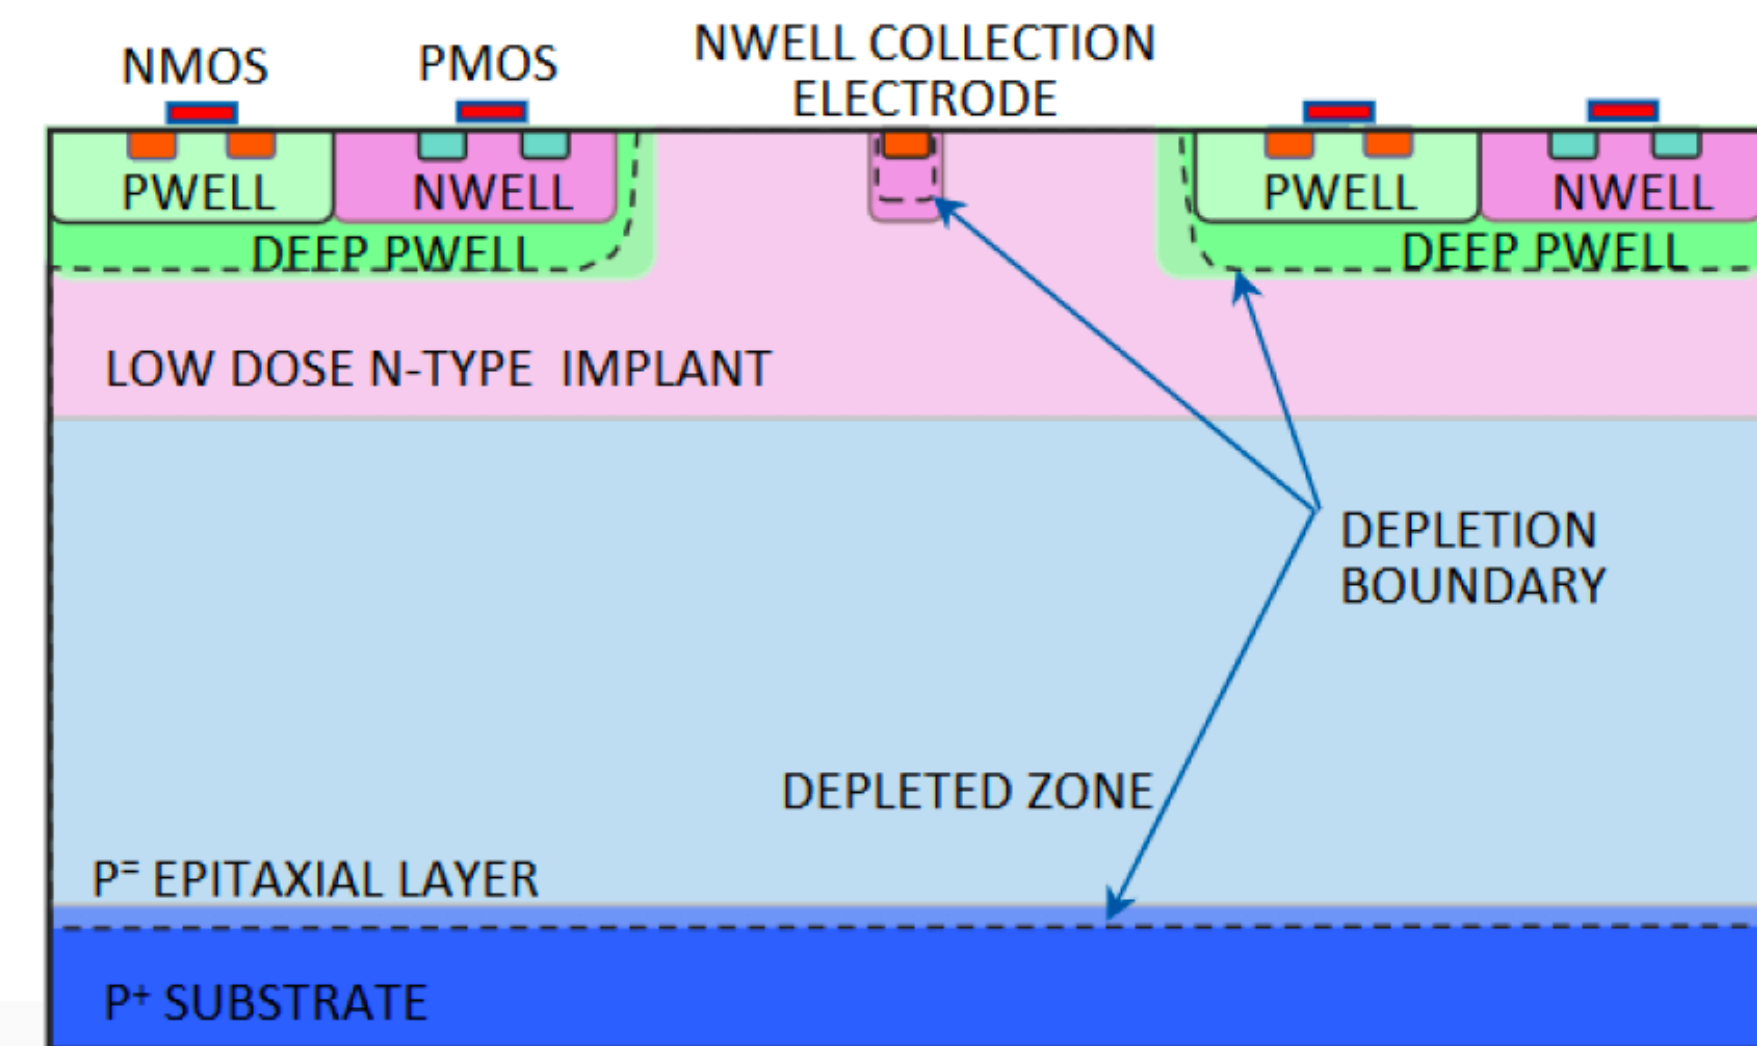 NMOS
PMOS
NWELL COLLECTION
ELECTRODE
PWELL
NWELL
PWELL
NWELL
DEEP PWELL
DEEP PWELL
LOW DOSE N-TYPE IMPLANT
DEPLETION
BOUNDARY
DEPLETED ZONE
P⁼ EPITAXIAL LAYER
P⁺ SUBSTRATE